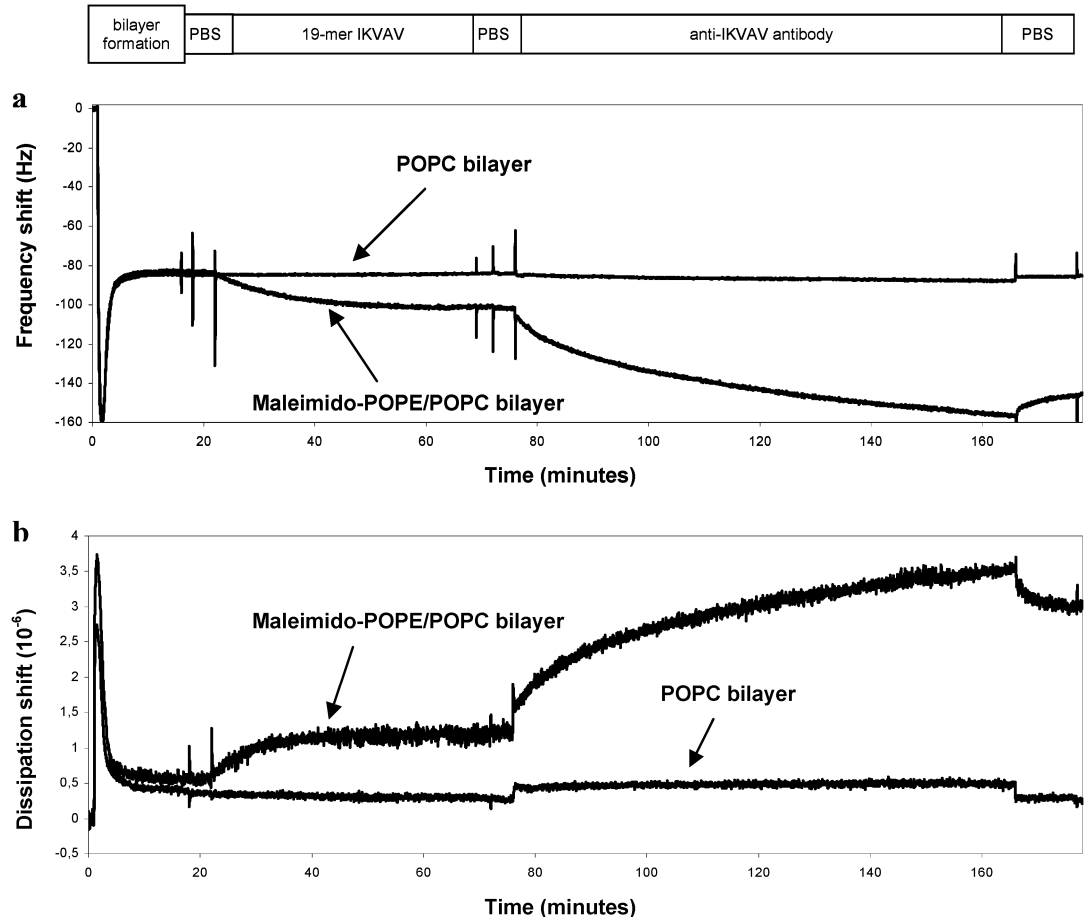 bilayer
formation
PBS
19-mer IKVAV
PBS
anti-IKVAV antibody
PBS
a
0
-20
-40
-60
-80
-100
-120
-140
-160
Frequency shift (Hz)
POPC bilayer
Maleimido-POPE/POPC bilayer
0 20 40 60 80 100 120 140 160
Time (minutes)
b
4
3,5
3
2,5
2
1,5
1
0,5
0
-0,5
Dissipation shift (10⁻⁶)
Maleimido-POPE/POPC bilayer
POPC bilayer
0 20 40 60 80 100 120 140 160
Time (minutes)